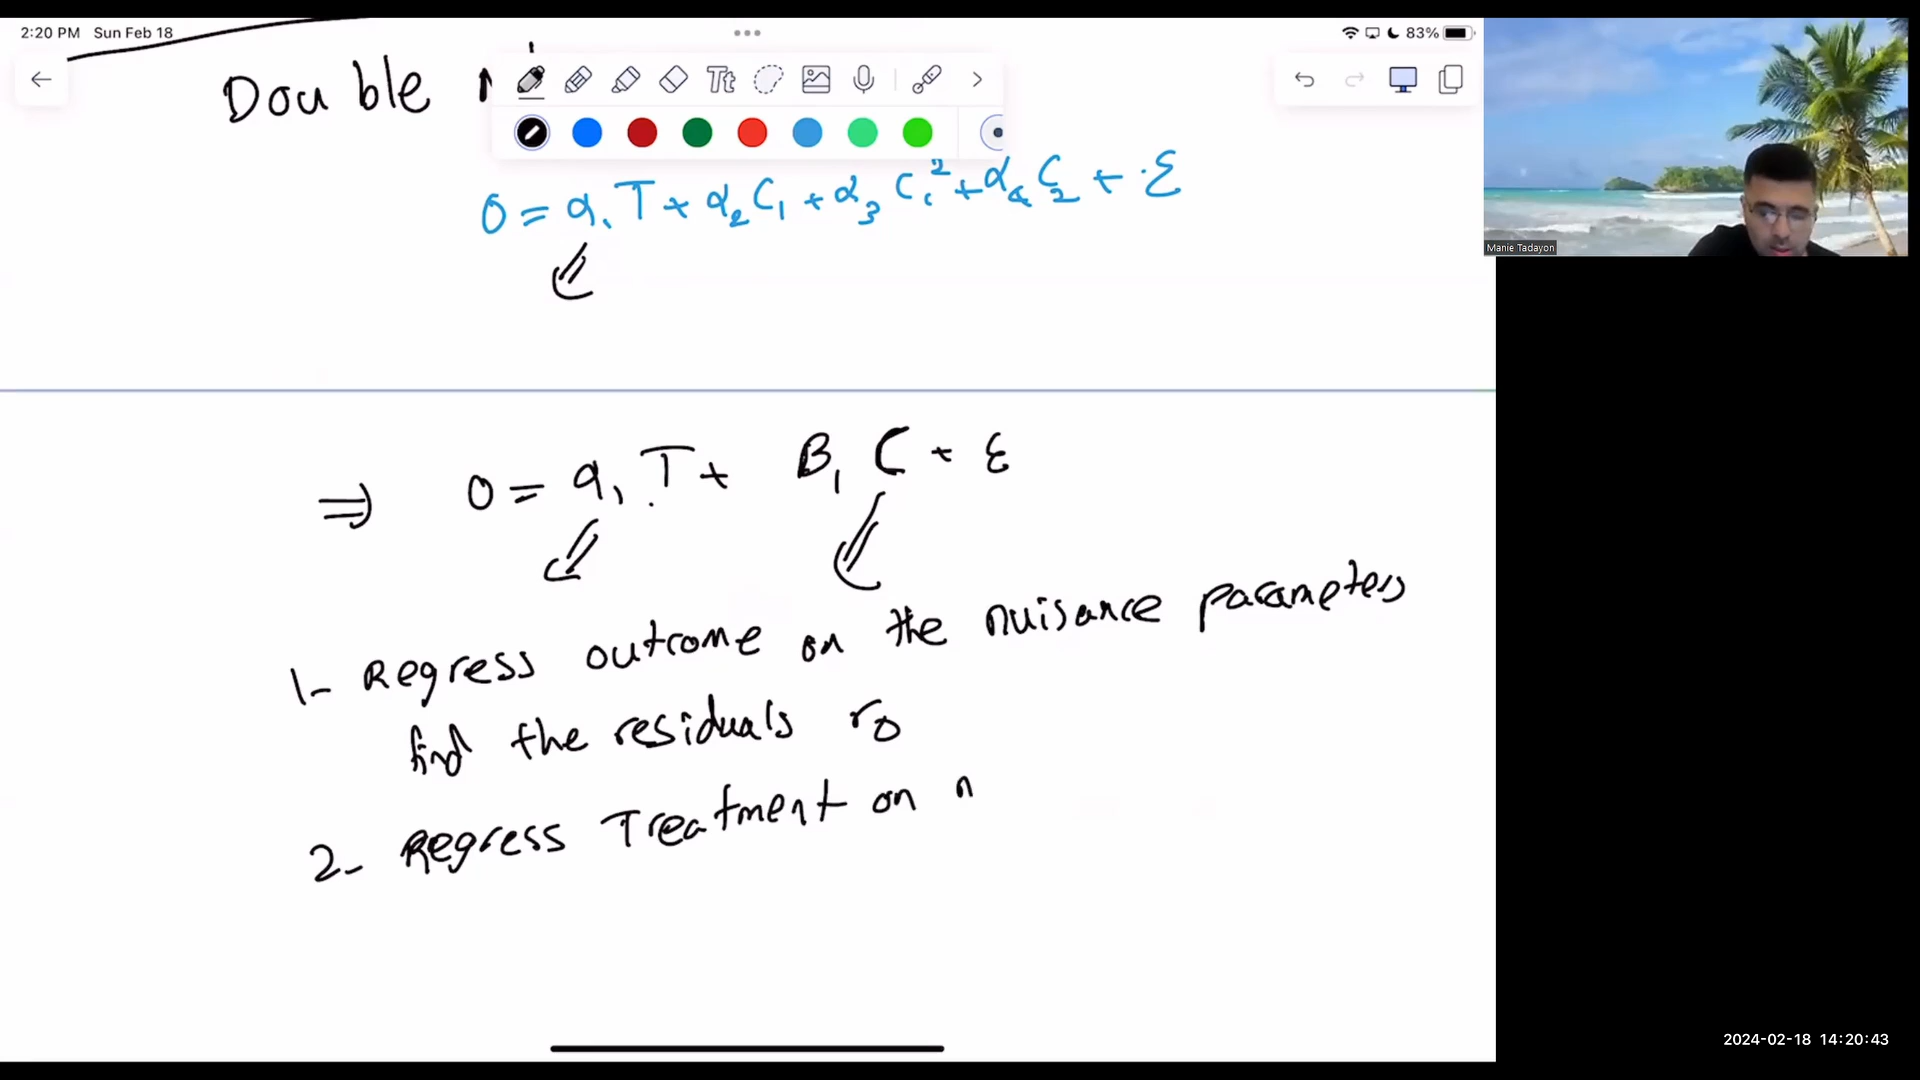 2:20 PM Sun Feb 18
83%
Double
Tt
O = α₁ T + α₂ C₁ + α₃ C₁² + α₄ C₂ + ε
Manie Tadayon
⇒ O = α₁ T + B₁ C + ε
1- Regress outcome on the nuisance parameters
find the residuals r₀
2- Regress Treatment on n
2024-02-18 14:20:43